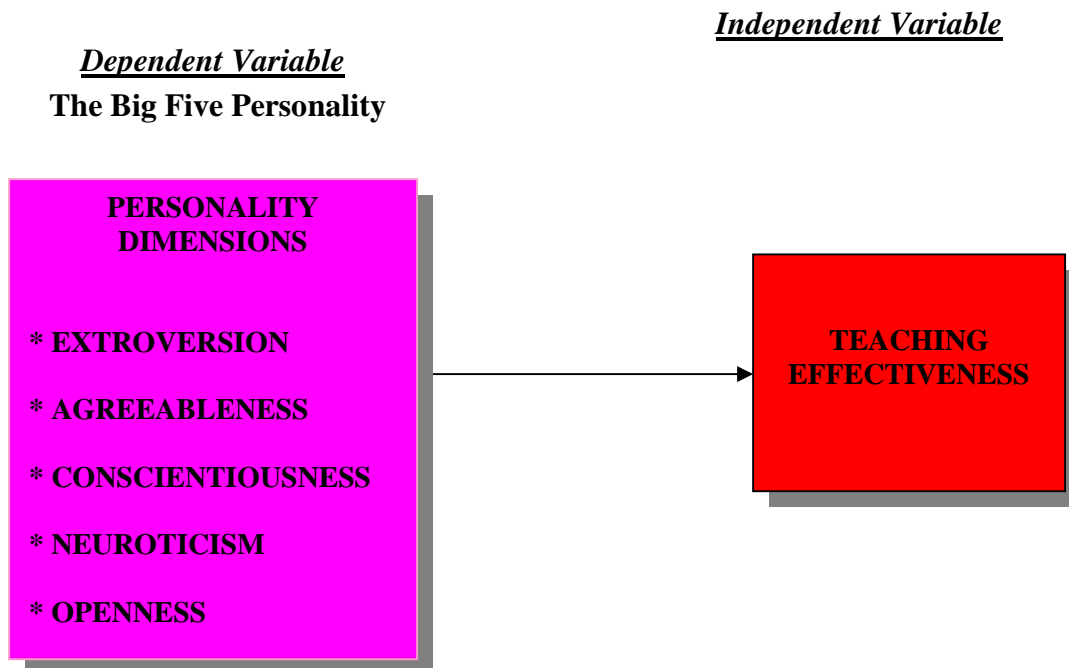 Independent Variable
Dependent Variable
The Big Five Personality
PERSONALITY
DIMENSIONS
* EXTROVERSION
* AGREEABLENESS
* CONSCIENTIOUSNESS
* NEUROTICISM
* OPENNESS
TEACHING
EFFECTIVENESS